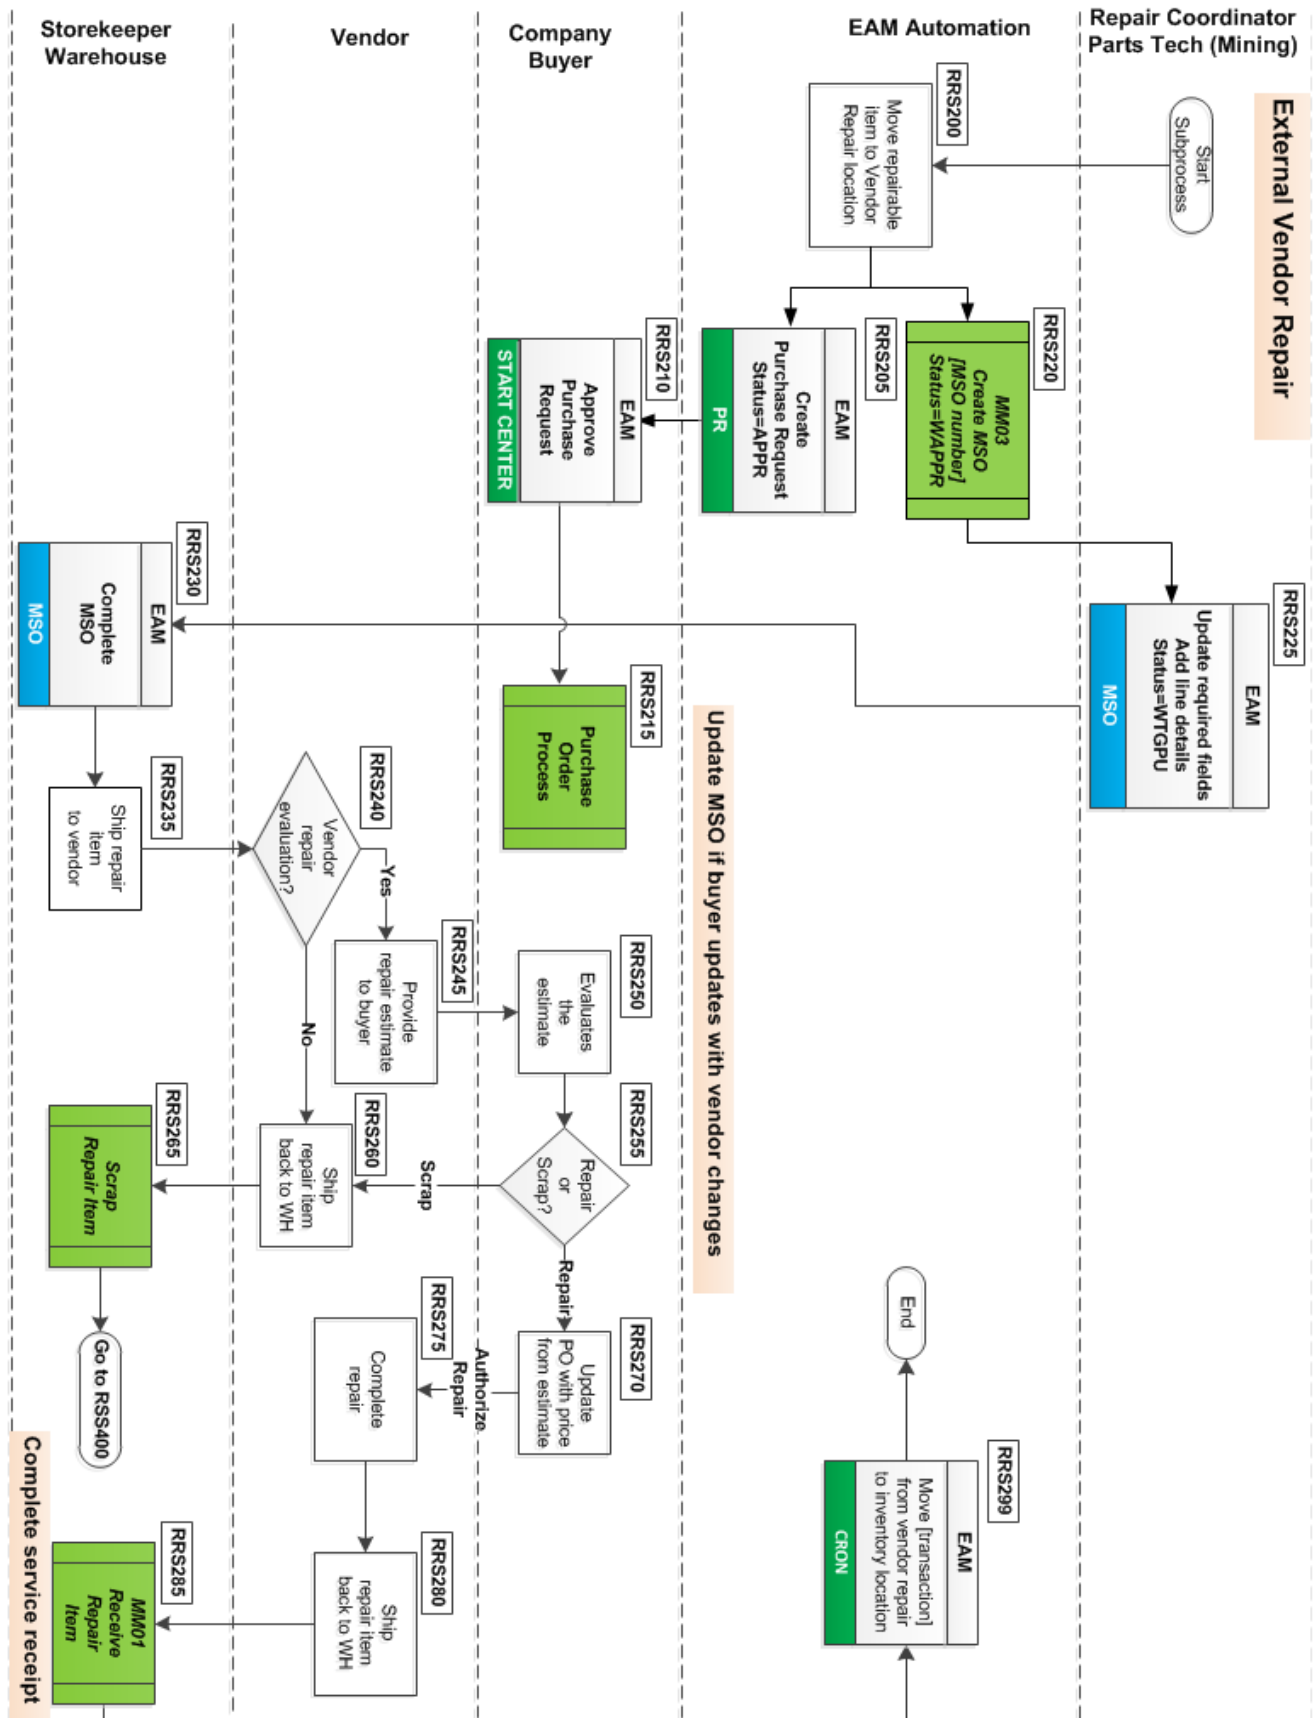 Storekeeper
Warehouse
Vendor
Company
Buyer
EAM Automation
Repair Coordinator
Parts Tech (Mining)
External Vendor Repair
Start
Subprocess
RRS200
Move repairable
item to Vendor
Repair location
RRS220
MM03
Create MSO
[MSO number]
Status=WAPPR
RRS205
EAM
Create
Purchase Request
Status=APPR
PR
RRS210
EAM
Approve
Purchase
Request
START CENTER
RRS225
EAM
Update required fields
Add line details
Status=WTGPU
MSO
RRS230
EAM
Complete
MSO
MSO
RRS215
Purchase
Order
Process
Update MSO if buyer updates with vendor changes
RRS235
Ship repair
item
to vendor
RRS240
Vendor
repair
evaluation?
Yes
No
RRS245
Provide
repair estimate
to buyer
RRS250
Evaluates
the
estimate
RRS255
Repair
or
Scrap?
Scrap
Repair
RRS260
Ship
repair item
back to WH
RRS265
Scrap
Repair Item
Go to RSS400
RRS270
Update
PO with price
from estimate
Authorize
Repair
RRS275
Complete
repair
RRS280
Ship
repair item
back to WH
RRS285
MM01
Receive
Repair
Item
Complete service receipt
RRS299
EAM
Move [transaction]
from vendor repair
to inventory location
CRON
End